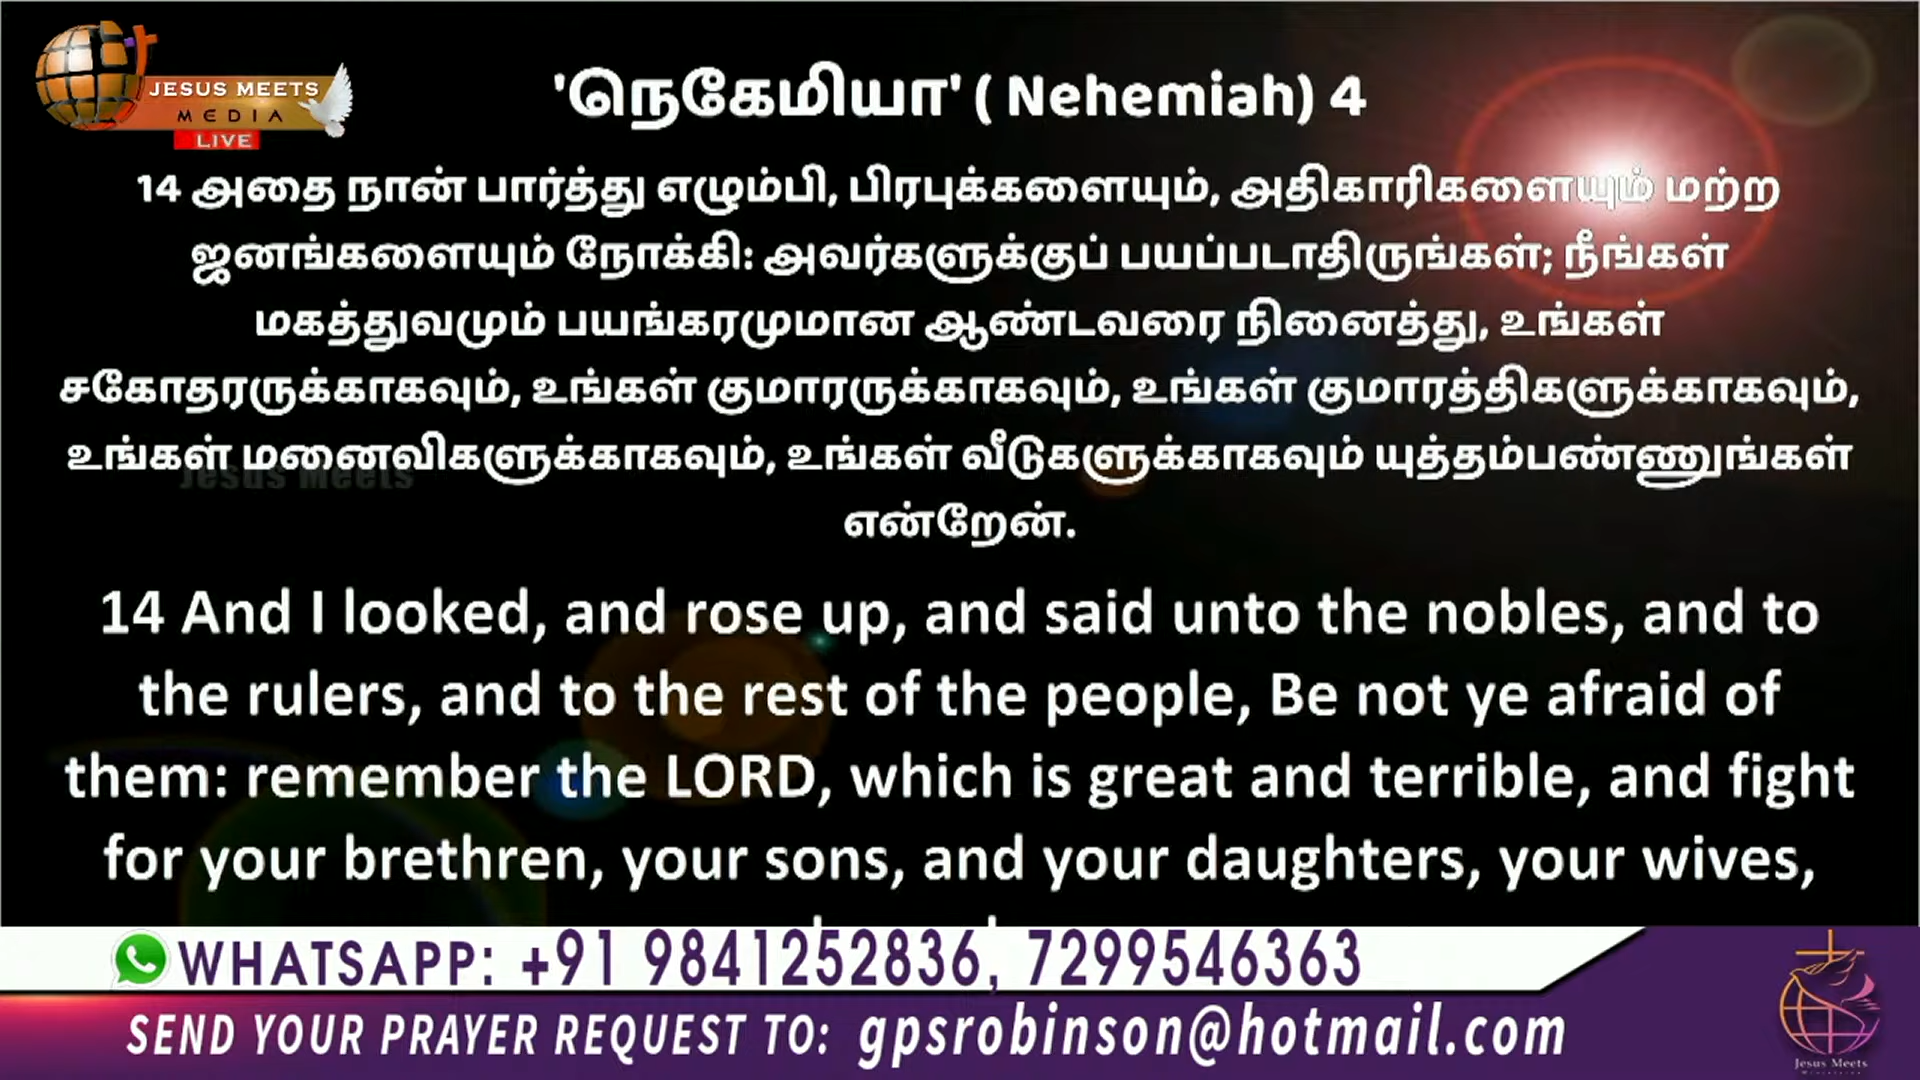 JESUS MEETS
MEDIA
LIVE
'நெகேமியா' ( Nehemiah) 4
14 அதை நான் பார்த்து எழும்பி, பிரபுக்களையும், அதிகாரிகளையும் மற்ற
ஜனங்களையும் நோக்கி: அவர்களுக்குப் பயப்படாதிருங்கள்; நீங்கள்
மகத்துவமும் பயங்கரமுமான ஆண்டவரை நினைத்து, உங்கள்
சகோதரருக்காகவும், உங்கள் குமாரருக்காகவும், உங்கள் குமாரத்திகளுக்காகவும்,
உங்கள் மனைவிகளுக்காகவும், உங்கள் வீடுகளுக்காகவும் யுத்தம்பண்ணுங்கள்
Jesus Meets
என்றேன்.
14 And I looked, and rose up, and said unto the nobles, and to
the rulers, and to the rest of the people, Be not ye afraid of
them: remember the LORD, which is great and terrible, and fight
for your brethren, your sons, and your daughters, your wives,
WHATSAPP: +91 9841252836, 7299546363
SEND YOUR PRAYER REQUEST TO: gpsrobinson@hotmail.com
Jesus Meets